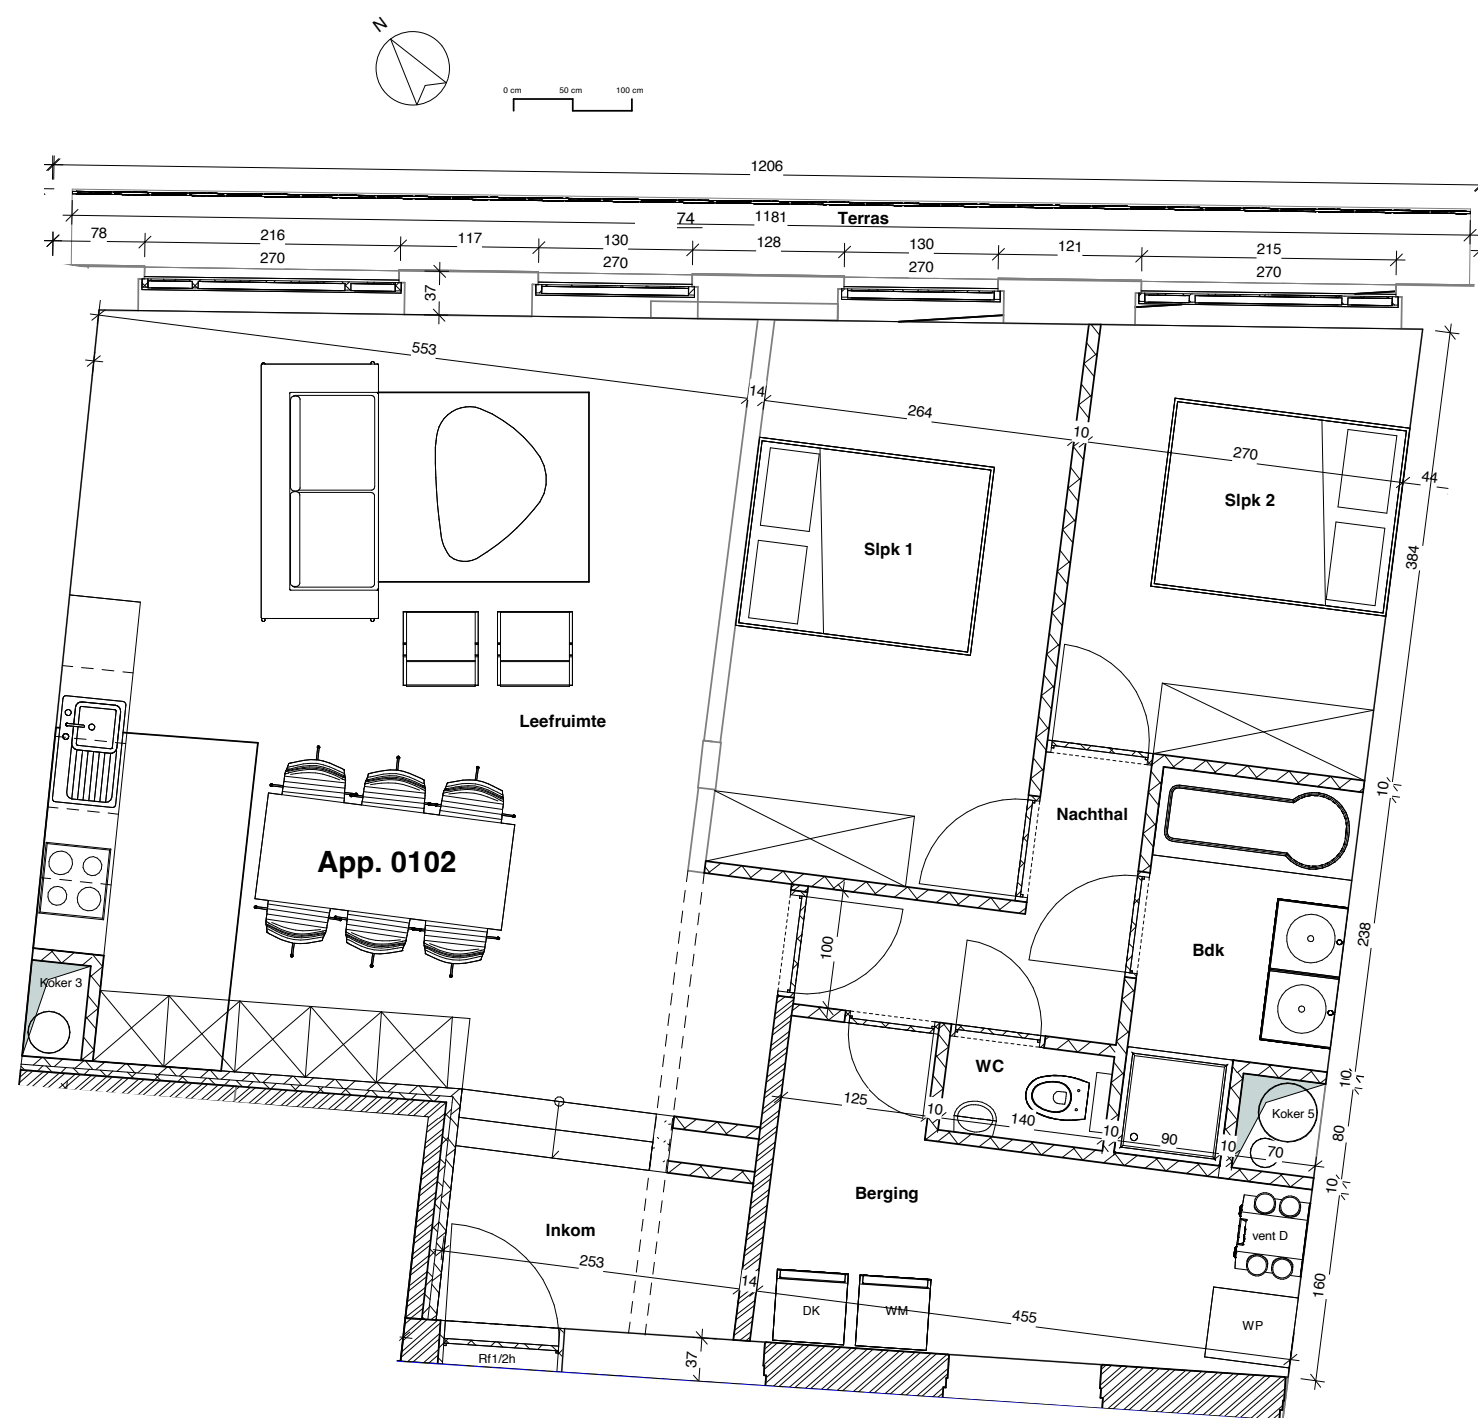 N
0 cm 50 cm 100 cm
1206
74 1181 Terras
78 216 117 130 128 130 121 215
270 270 270 270
37
553 14 264 10 270 44
Slpk 1
Slpk 2
384
Leefruimte
App. 0102
Nachthal
10
100
Bdk
238
Koker 3
WC
125 10 140 10 90 10 70
10
Koker 5
80
10
Berging
vent D
Inkom
253 14 455
DK
WM
WP
160
Rf1/2h
37